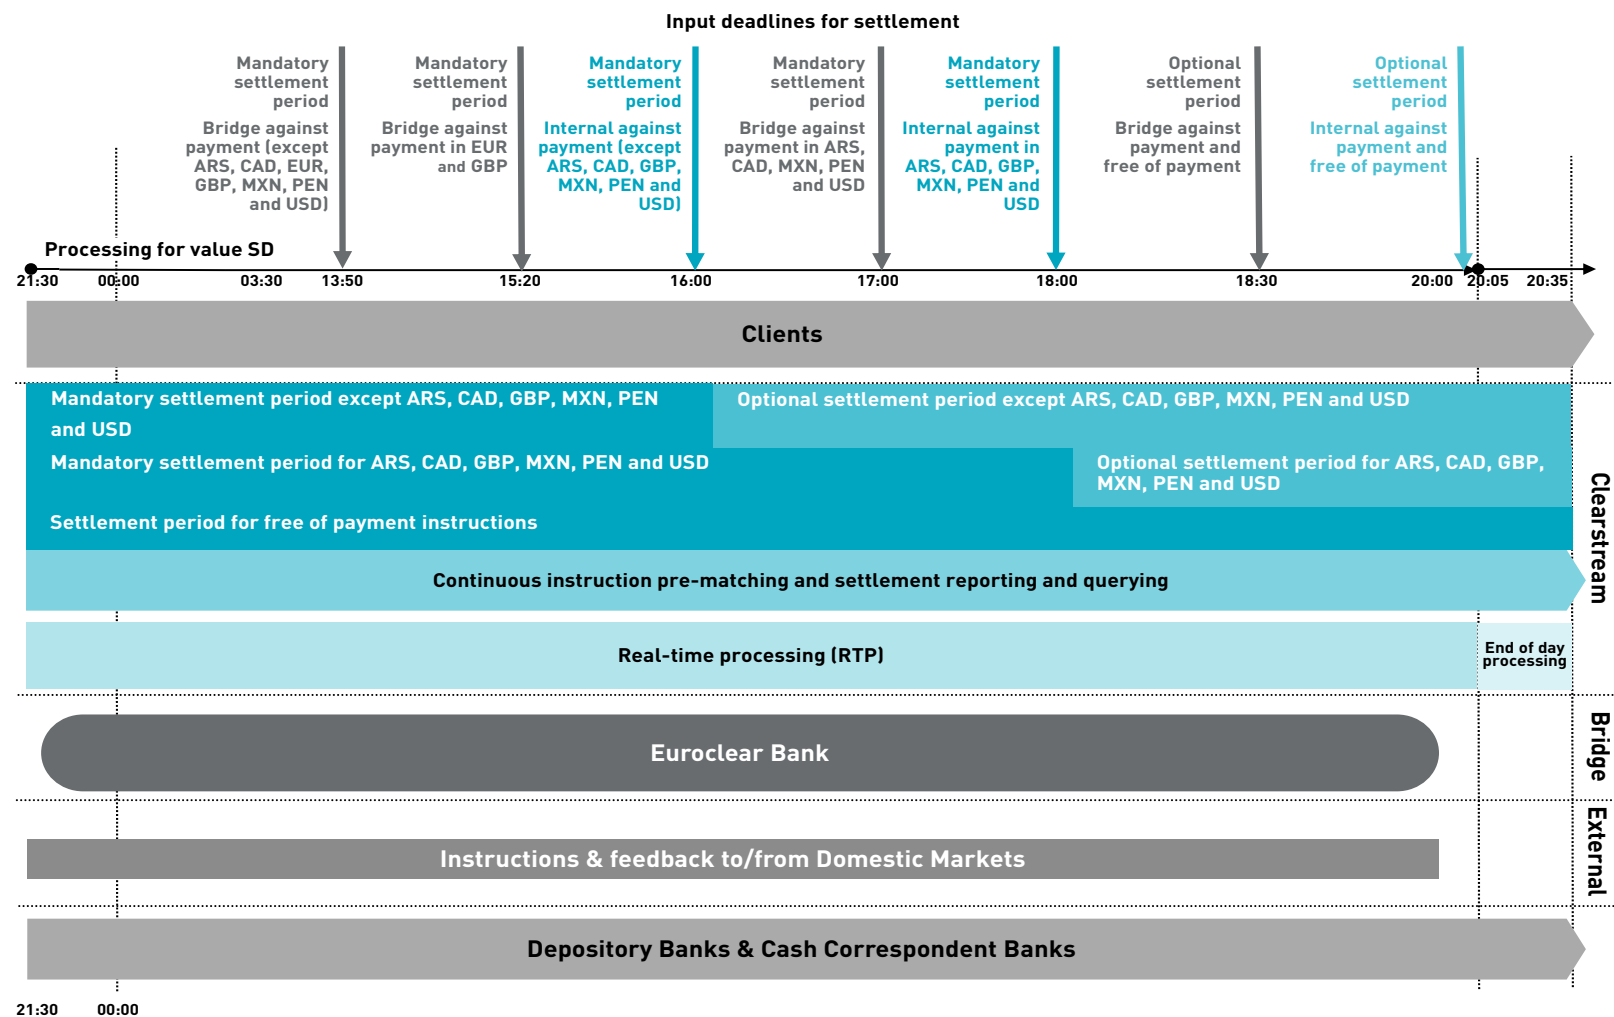 Input deadlines for settlement
Mandatory
settlement
period
Bridge against
payment (except
ARS, CAD, EUR,
GBP, MXN, PEN
and USD)
Mandatory
settlement
period
Bridge against
payment in EUR
and GBP
Mandatory
settlement
period
Internal against
payment (except
ARS, CAD, GBP,
MXN, PEN and
USD)
Mandatory
settlement
period
Bridge against
payment in ARS,
CAD, MXN, PEN
and USD
Mandatory
settlement
period
Internal against
payment in
ARS, CAD, GBP,
MXN, PEN and
USD
Optional
settlement
period
Bridge against
payment and
free of payment
Optional
settlement
period
Internal against
payment and
free of payment
Processing for value SD
21:30 00:00 03:30 13:50 15:20 16:00 17:00 18:00 18:30 20:00 20:05 20:35
Clients
Mandatory settlement period except ARS, CAD, GBP, MXN, PEN
and USD
Optional settlement period except ARS, CAD, GBP, MXN, PEN and USD
Mandatory settlement period for ARS, CAD, GBP, MXN, PEN and USD
Optional settlement period for ARS, CAD, GBP,
MXN, PEN and USD
Settlement period for free of payment instructions
Continuous instruction pre-matching and settlement reporting and querying
Clearstream
Real-time processing (RTP)
End of day
processing
Euroclear Bank
Bridge
Instructions & feedback to/from Domestic Markets
External
Depository Banks & Cash Correspondent Banks
21:30 00:00